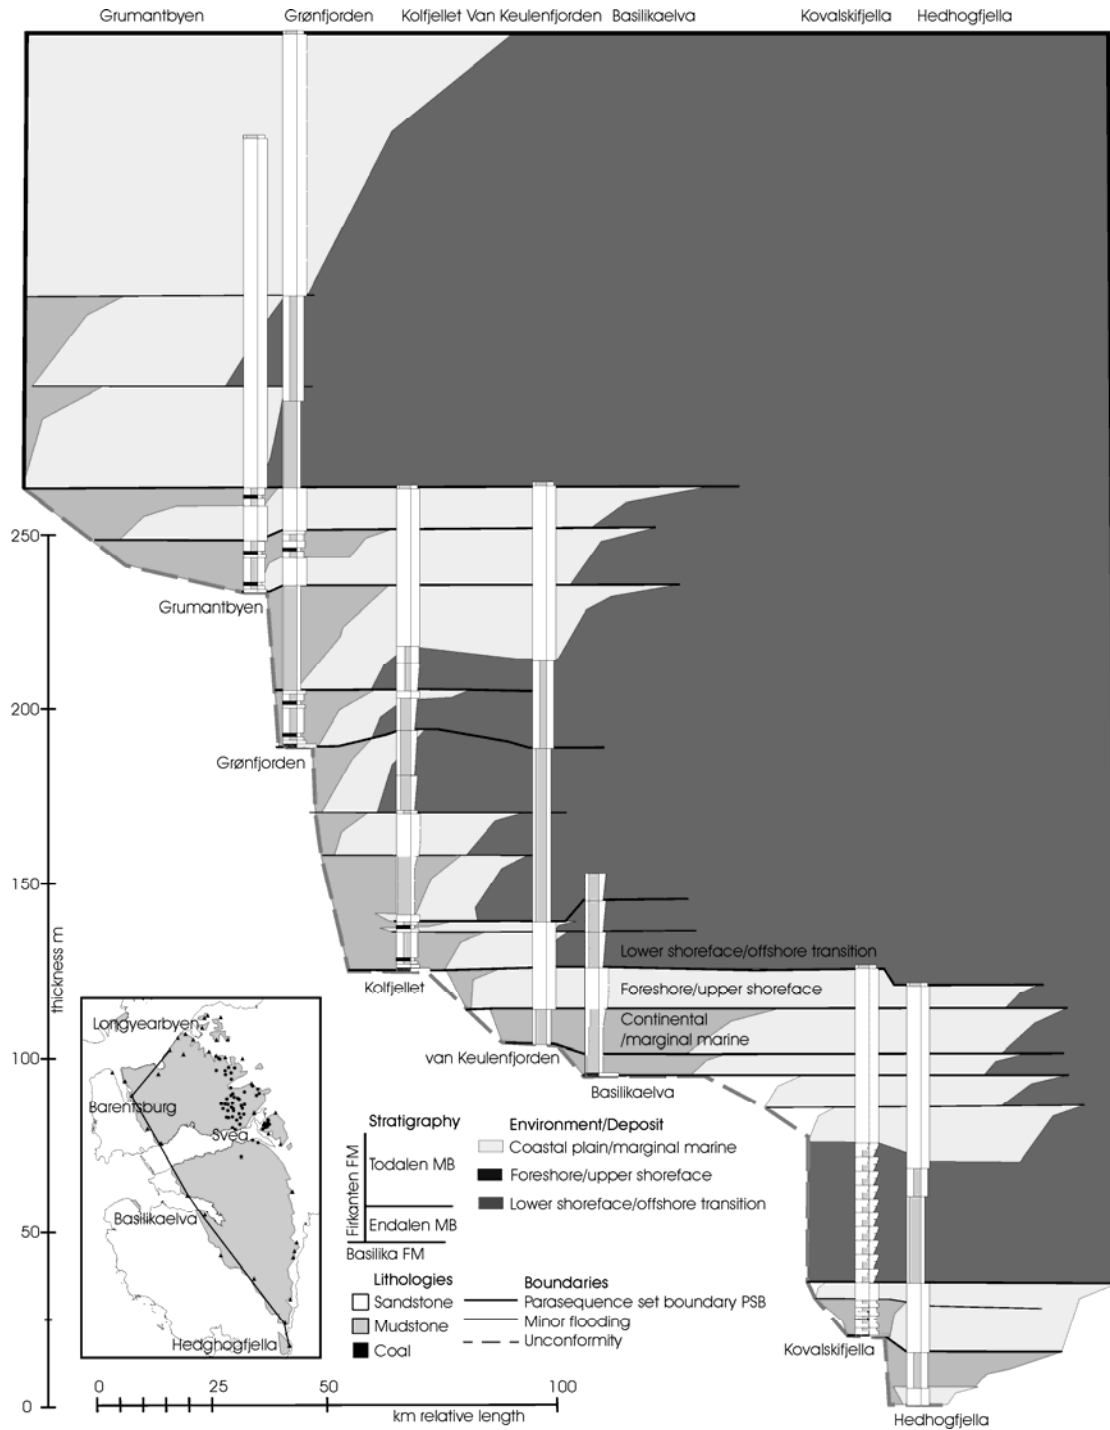 Grumantbyen Grønfjorden Kolfjellet Van Keulenfjorden Basilikaelva Kovalskifjella Hedhogfjella
250
Grumantbyen
200
Grønfjorden
150
Lower shoreface/offshore transition
Kolfjellet
Foreshore/upper shoreface
thickness m
Continental
/marginal marine
Longyearbyen
100
van Keulenfjorden
Basilikaelva
Barentsburg
Svea
Basilikaelva
Hedghogfjella
Stratigraphy
Firkanten FM
Todalen MB
Endalen MB
Basilika FM
Environment/Deposit
Coastal plain/marginal marine
Foreshore/upper shoreface
Lower shoreface/offshore transition
50
Lithologies
Sandstone
Mudstone
Coal
Boundaries
Parasequence set boundary PSB
Minor flooding
Unconformity
Kovalskifjella
0 25 50 100
km relative length
0
Hedhogfjella